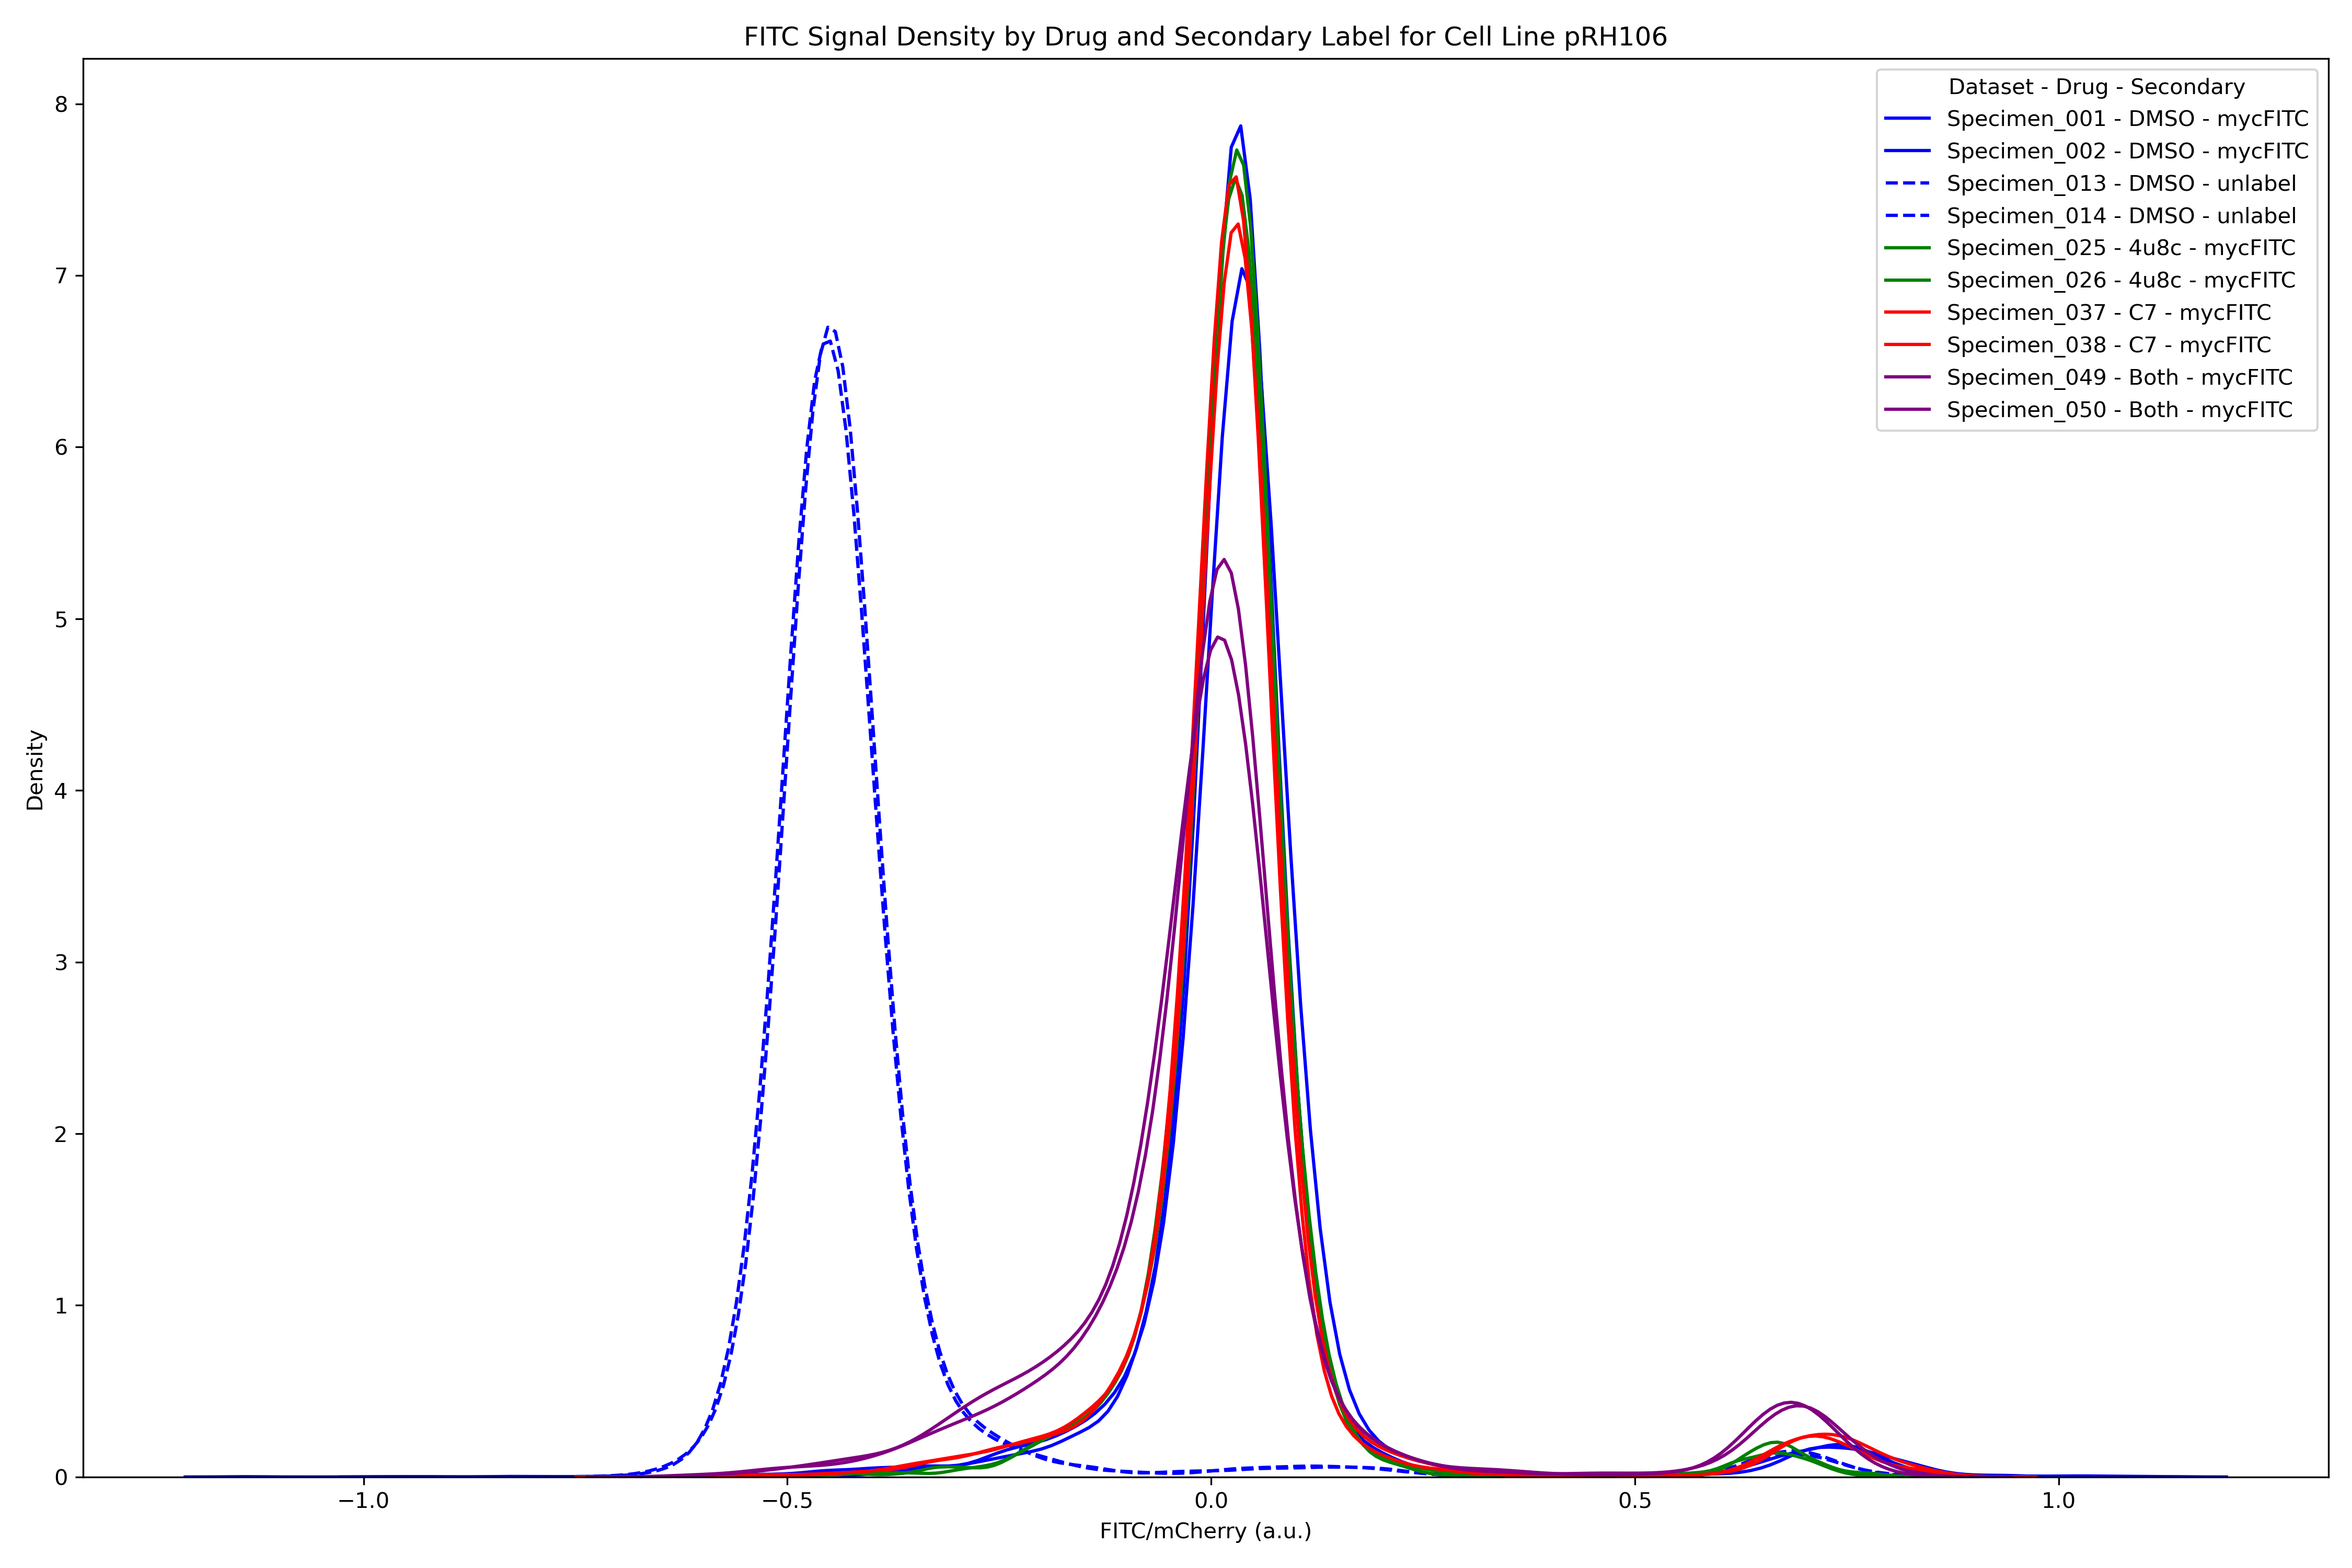 FITC Signal Density by Drug and Secondary Label for Cell Line pRH106
Dataset - Drug - Secondary
Specimen_001 - DMSO - mycFITC
Specimen_002 - DMSO - mycFITC
Specimen_013 - DMSO - unlabel
Specimen_014 - DMSO - unlabel
Specimen_025 - 4u8c - mycFITC
Specimen_026 - 4u8c - mycFITC
Specimen_037 - C7 - mycFITC
Specimen_038 - C7 - mycFITC
Specimen_049 - Both - mycFITC
Specimen_050 - Both - mycFITC
Density
8
7
6
5
4
3
2
1
0
−1.0 −0.5 0.0 0.5 1.0
FITC/mCherry (a.u.)